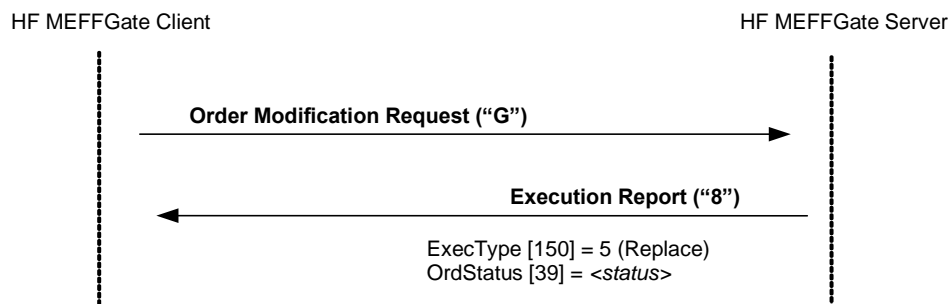 HF MEFFGate Client
HF MEFFGate Server
Order Modification Request (“G”)
Execution Report (“8”)
ExecType [150] = 5 (Replace)
OrdStatus [39] = <status>